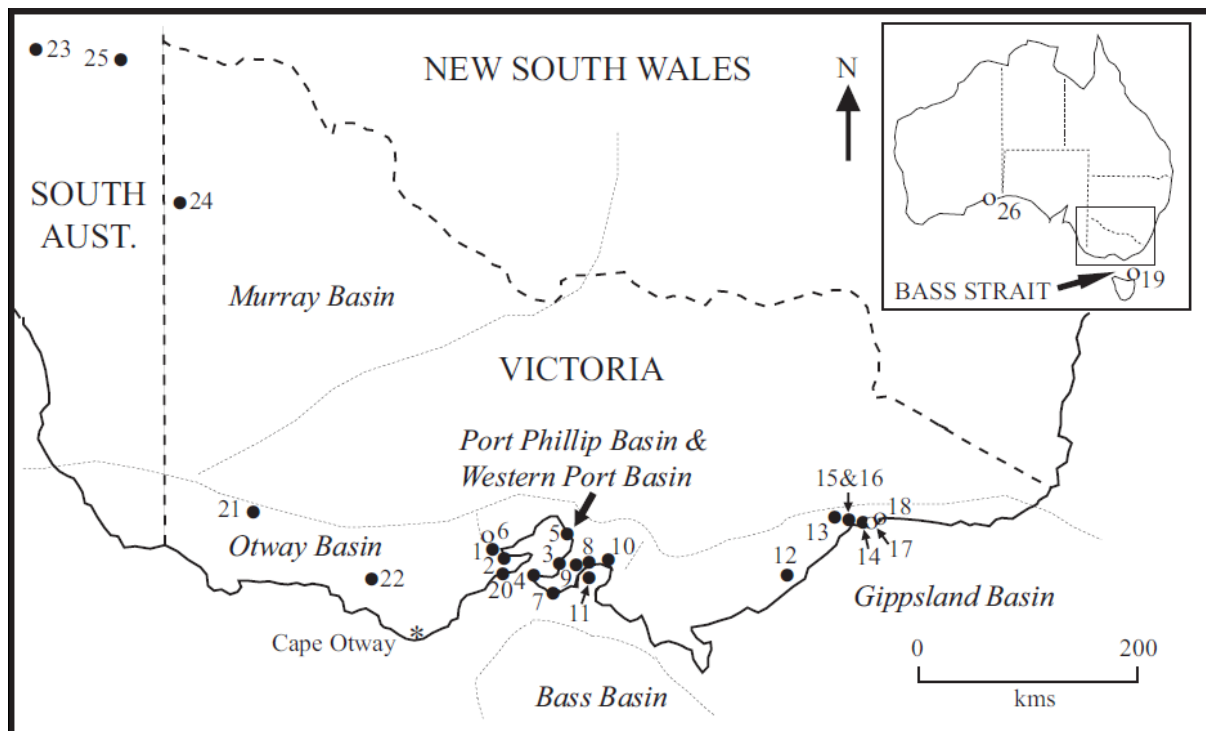 23
25
NEW SOUTH WALES
N
SOUTH
AUST.
24
26
19
BASS STRAIT
Murray Basin
VICTORIA
Port Phillip Basin &
Western Port Basin
15&16
21
Otway Basin
6
1
2
20
5
3
4
9
8
10
7
11
13
18
14
17
12
22
Gippsland Basin
Cape Otway
*
Bass Basin
0
200
kms